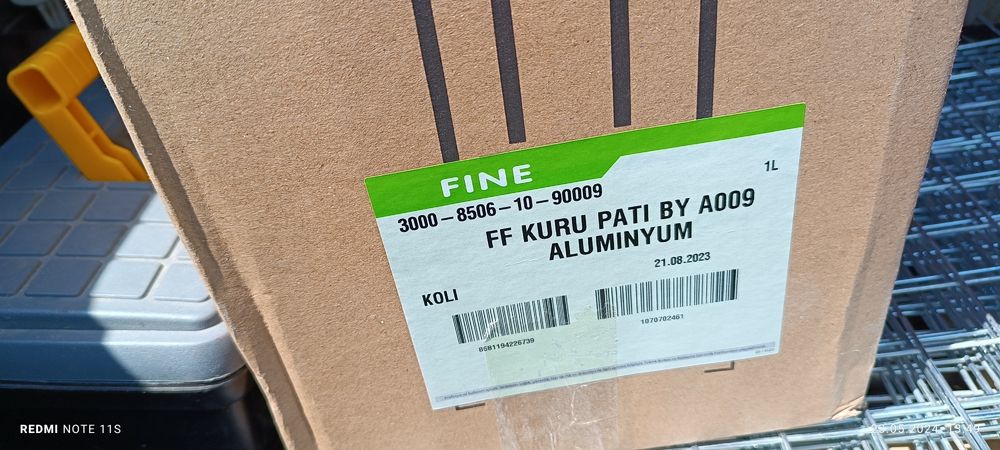 FINE
1L
3000-8506-10-90009
FF KURU PATI BY A009
ALUMINYUM
21.08.2023
KOLI
8681194226739
1070702461
REDMI NOTE 11S